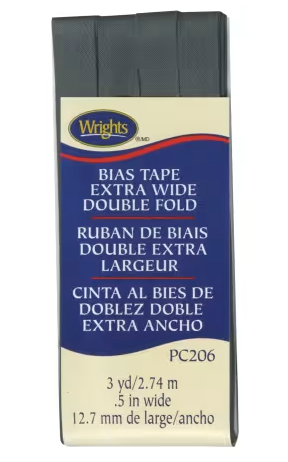 Wrights
BIAS TAPE
EXTRA WIDE
DOUBLE FOLD
RUBAN DE BIAIS
DOUBLE EXTRA
LARGEUR
CINTA AL BIES DE
DOBLEZ DOBLE
EXTRA ANCHO
PC206
3 yd/2.74 m
.5 in wide
12.7 mm de large/ancho